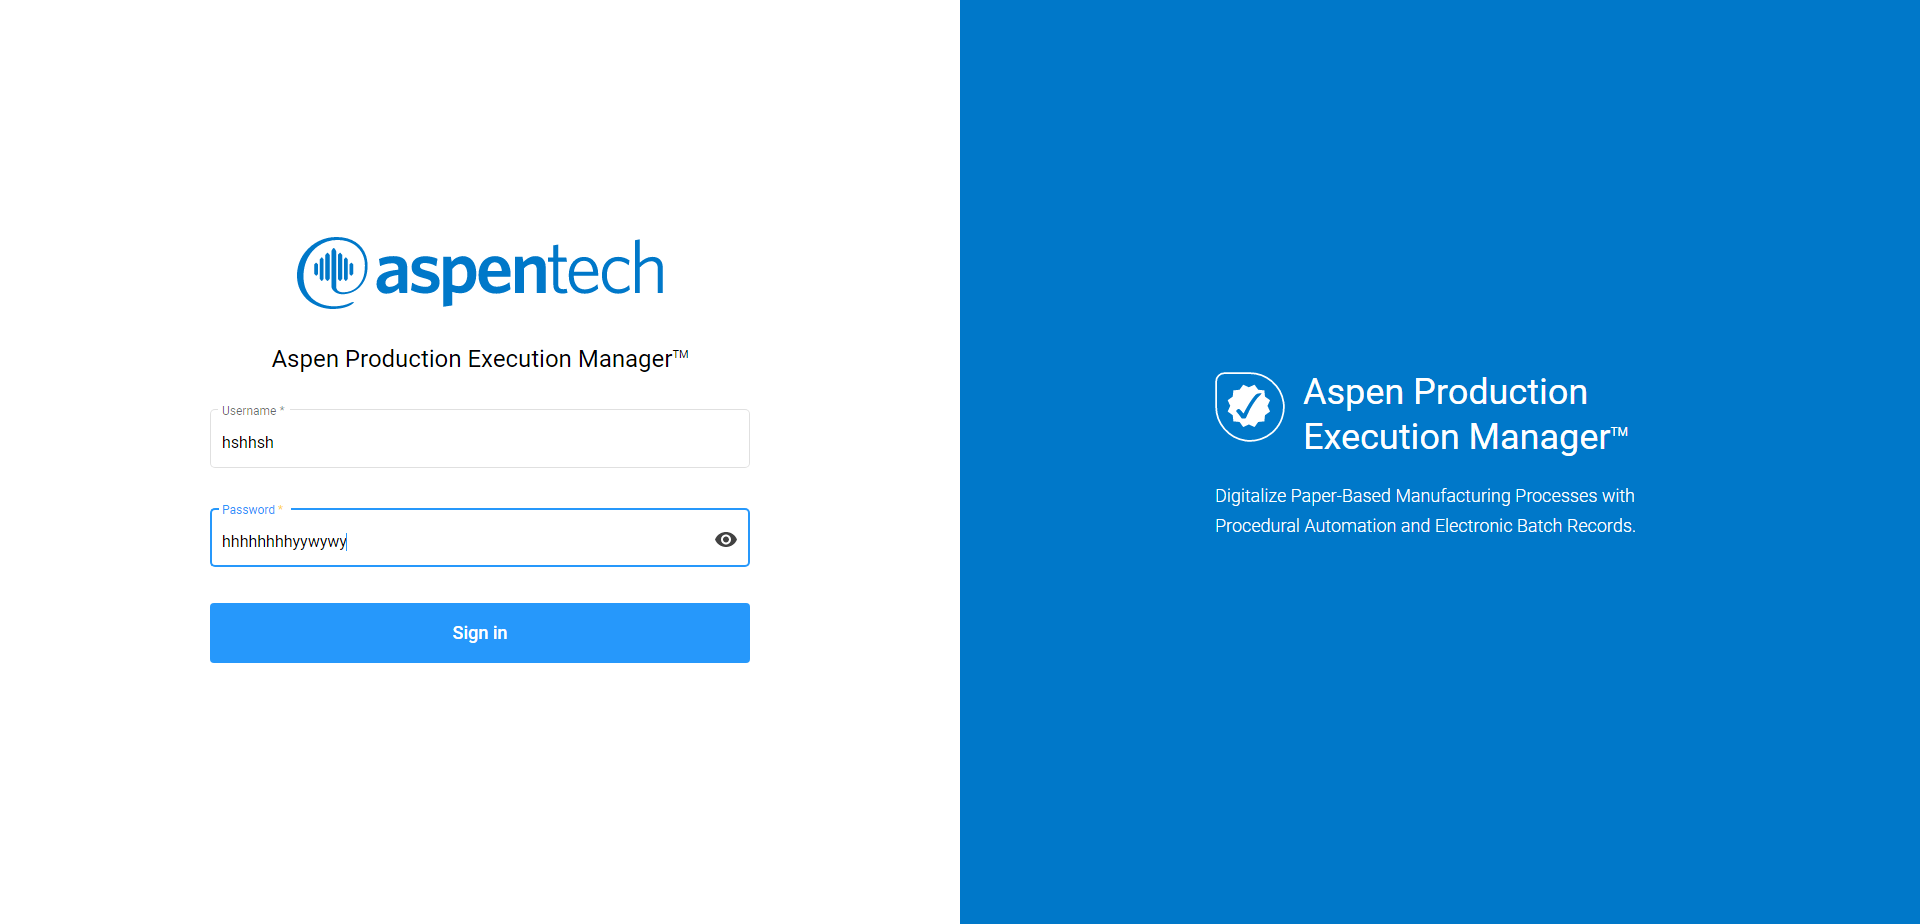 aspentech
Aspen Production Execution Manager™
Username *
hshhsh
Password *
hhhhhhhhyywywy
Sign in
Aspen Production
Execution Manager™
Digitalize Paper-Based Manufacturing Processes with
Procedural Automation and Electronic Batch Records.